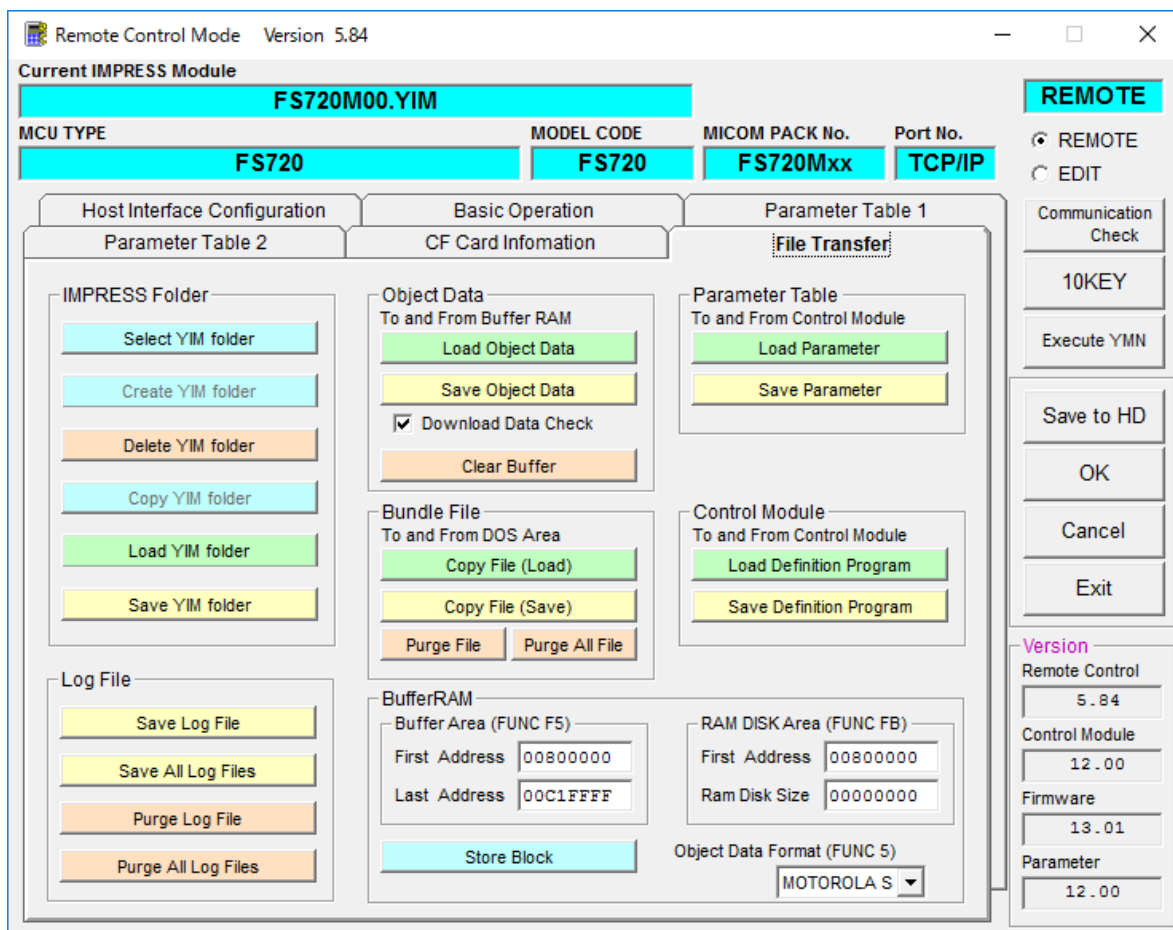 Remote Control Mode Version 5.84
Current IMPRESS Module
FS720M00.YIM
MCU TYPE
MODEL CODE
MICOM PACK No.
Port No.
FS720
FS720
FS720Mxx
TCP/IP
REMOTE
REMOTE
EDIT
Communication
Check
10KEY
Execute YMN
Save to HD
OK
Cancel
Exit
Host Interface Configuration
Basic Operation
Parameter Table 1
Parameter Table 2
CF Card Infomation
File Transfer
IMPRESS Folder
Select YIM folder
Create YIM folder
Delete YIM folder
Copy YIM folder
Load YIM folder
Save YIM folder
Log File
Save Log File
Save All Log Files
Purge Log File
Purge All Log Files
Object Data
To and From Buffer RAM
Load Object Data
Save Object Data
Download Data Check
Clear Buffer
Bundle File
To and From DOS Area
Copy File (Load)
Copy File (Save)
Purge File
Purge All File
Parameter Table
To and From Control Module
Load Parameter
Save Parameter
Control Module
To and From Control Module
Load Definition Program
Save Definition Program
BufferRAM
Buffer Area (FUNC F5)
First Address 00800000
Last Address 00C1FFFF
RAM DISK Area (FUNC FB)
First Address 00800000
Ram Disk Size 00000000
Store Block
Object Data Format (FUNC 5)
MOTOROLA S
Version
Remote Control
5.84
Control Module
12.00
Firmware
13.01
Parameter
12.00